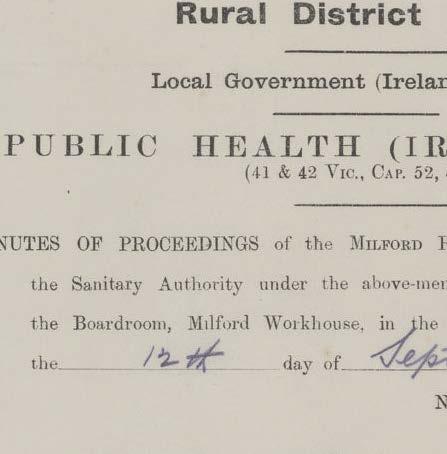 Rural District
Local Government (Irelan
PUBLIC HEALTH (IR
(41 & 42 Vic., Cap. 52,
NUTES OF PROCEEDINGS of the Milford R
the Sanitary Authority under the above-men
the Boardroom, Milford Workhouse, in the
the 12th day of Sept
N